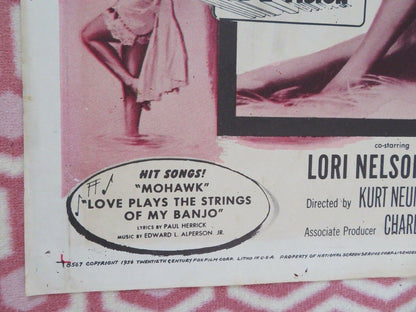 co-starring
HIT SONGS!
"MOHAWK"
"LOVE PLAYS THE STRINGS
OF MY BANJO"
LYRICS BY PAUL HERRICK
MUSIC BY EDWARD L. ALPERSON, JR.
LORI NELSON
Directed by KURT NEUM
Associate Producer CHARL
8527 COPYRIGHT 1956 TWENTIETH CENTURY FOX FILM CORP. LITHO IN U.S.A. PROPERTY OF NATIONAL SCREEN SERVICE CORP.